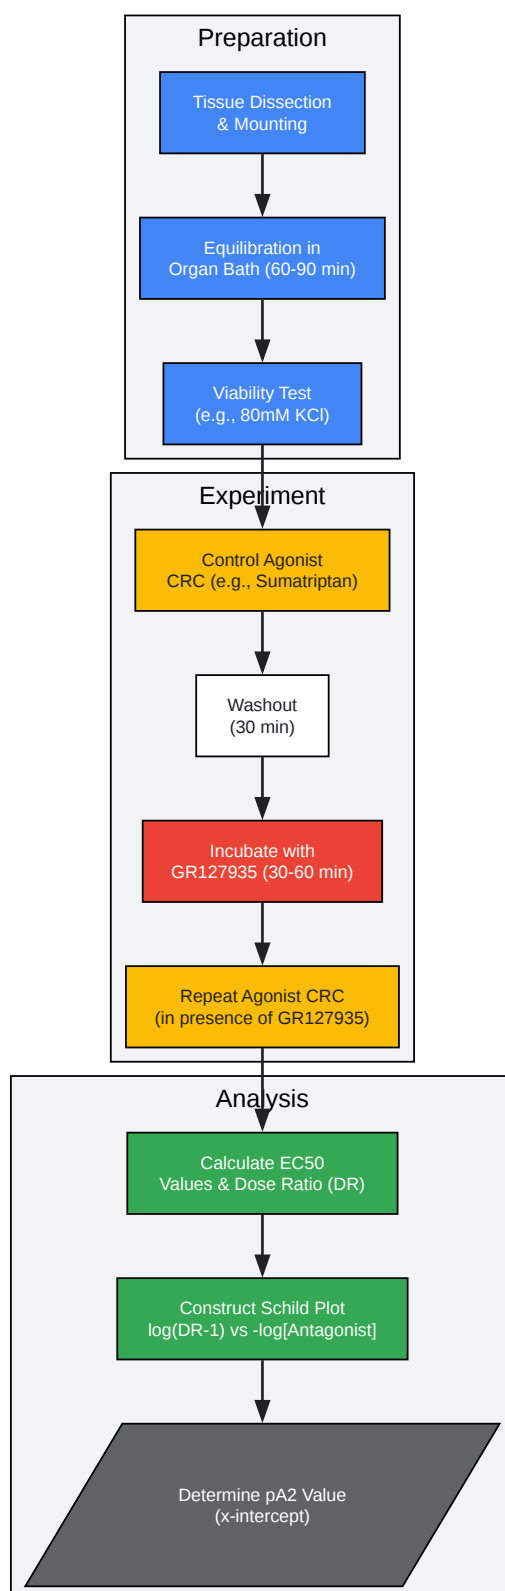 Preparation
Tissue Dissection
& Mounting
Equilibration in
Organ Bath (60-90 min)
Viability Test
(e.g., 80mM KCl)
Experiment
Control Agonist
CRC (e.g., Sumatriptan)
Washout
(30 min)
Incubate with
GR127935 (30-60 min)
Repeat Agonist CRC
(in presence of GR127935)
Analysis
Calculate EC50
Values & Dose Ratio (DR)
Construct Schild Plot
log(DR-1) vs -log[Antagonist]
Determine pA2 Value
(x-intercept)